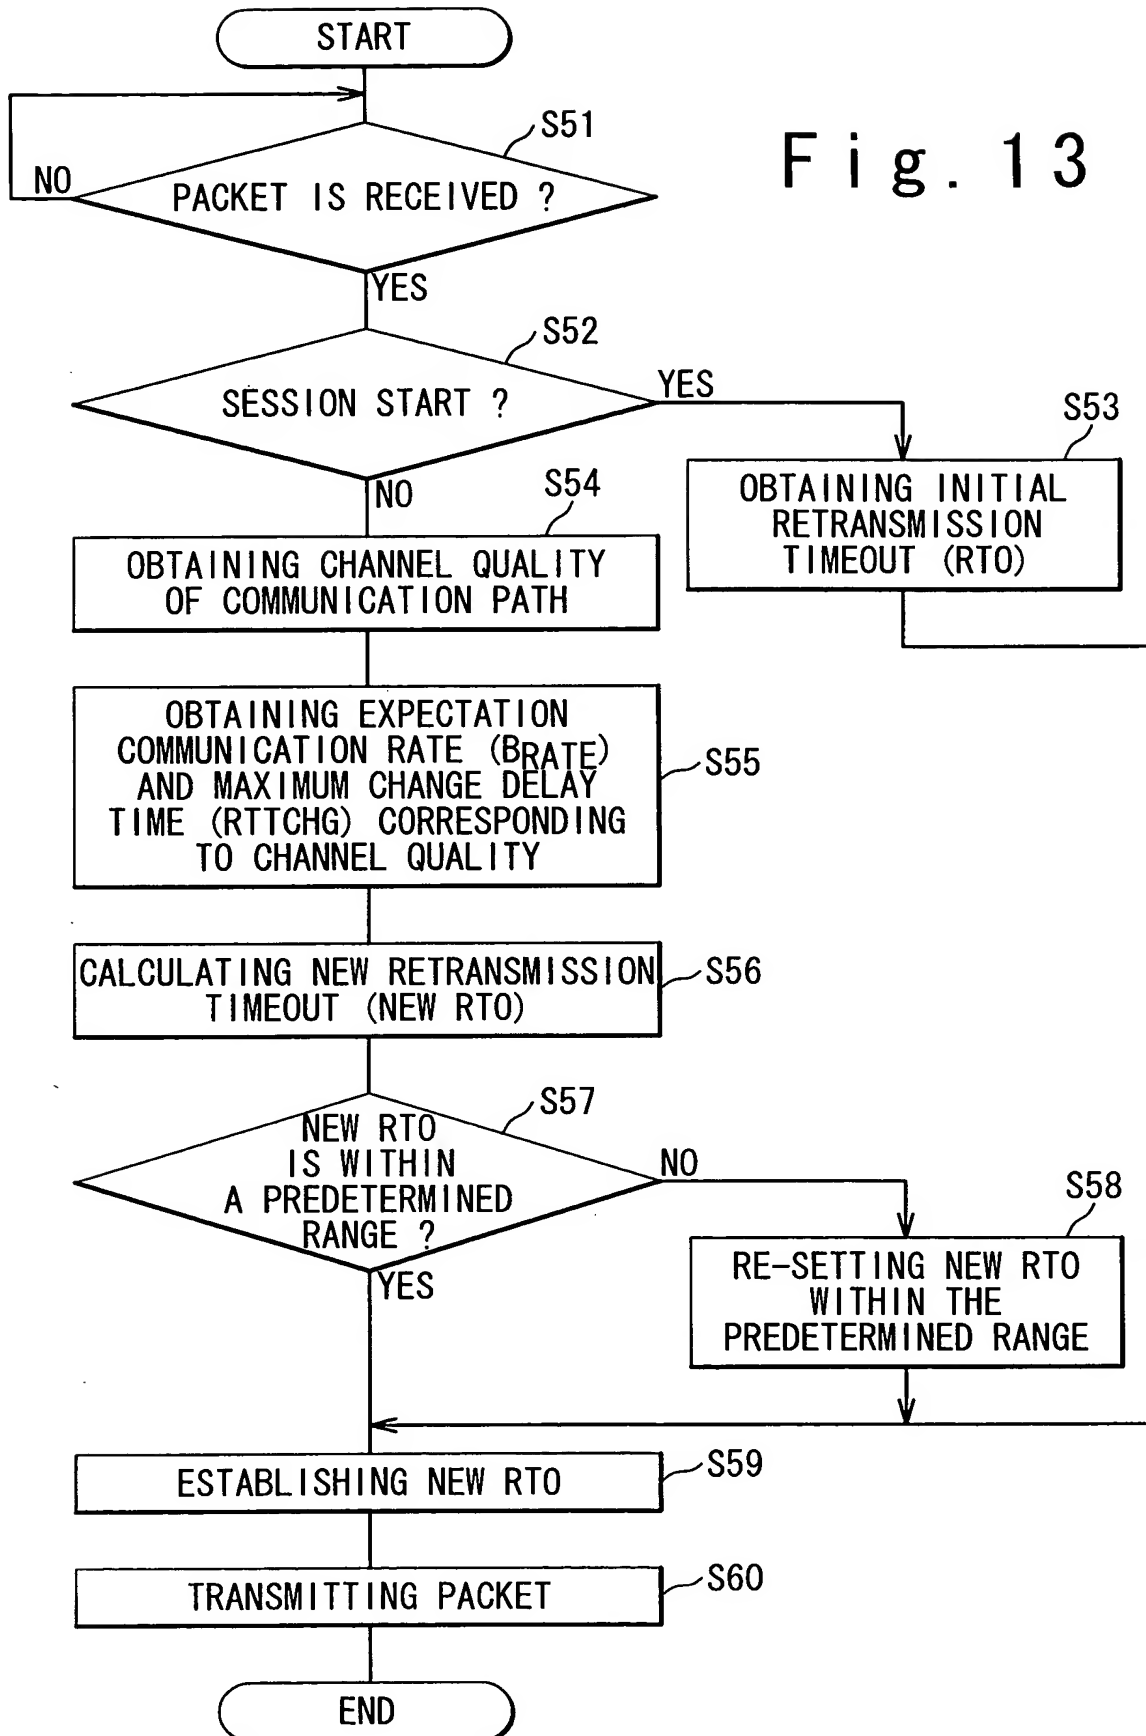 START
Fig. 13
S51
NO
PACKET IS RECEIVED ?
YES
S52
SESSION START ?
YES
S53
OBTAINING INITIAL
RETRANSMISSION
TIMEOUT (RTO)
NO
S54
OBTAINING CHANNEL QUALITY
OF COMMUNICATION PATH
OBTAINING EXPECTATION
COMMUNICATION RATE (BRATE)
AND MAXIMUM CHANGE DELAY
TIME (RTTCHG) CORRESPONDING
TO CHANNEL QUALITY
S55
CALCULATING NEW RETRANSMISSION
TIMEOUT (NEW RTO)
S56
S57
NEW RTO
IS WITHIN
A PREDETERMINED
RANGE ?
NO
S58
RE-SETTING NEW RTO
WITHIN THE
PREDETERMINED RANGE
YES
ESTABLISHING NEW RTO
S59
TRANSMITTING PACKET
S60
END